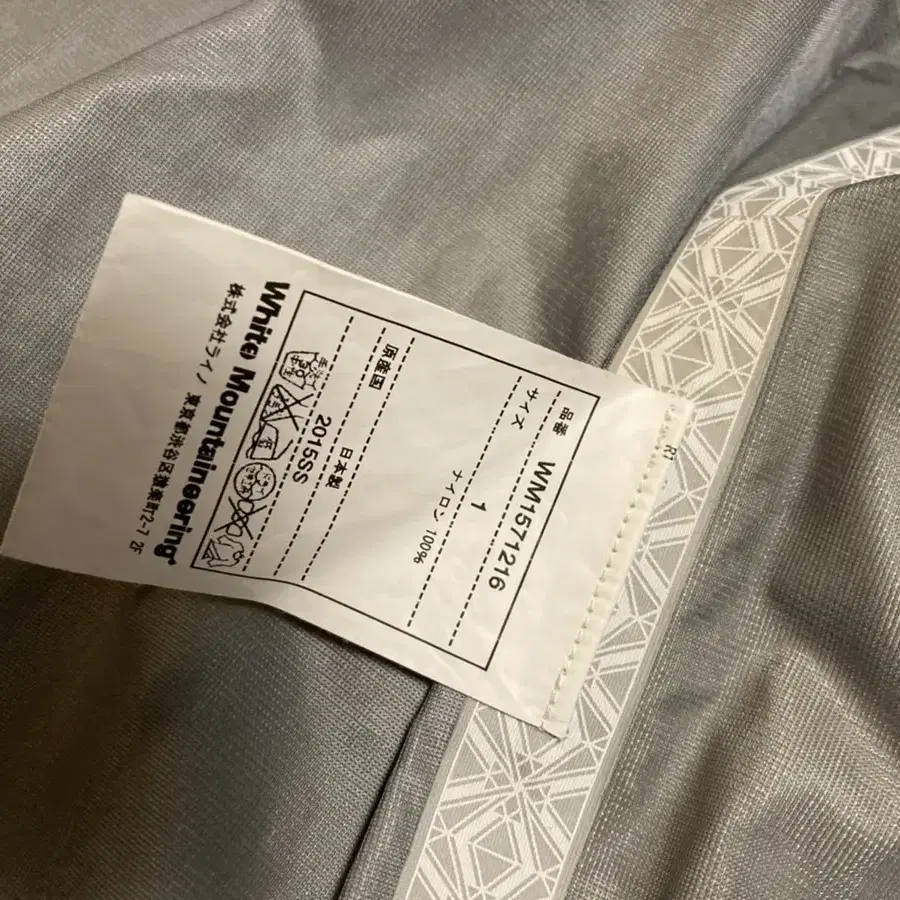 RT
品番 WM1571216
サイズ 1
ナイロン 100%
原産国 日本製
2015SS
White Mountaineering®
株式会社ライノ 東京都渋谷区猿楽町2-7 2F